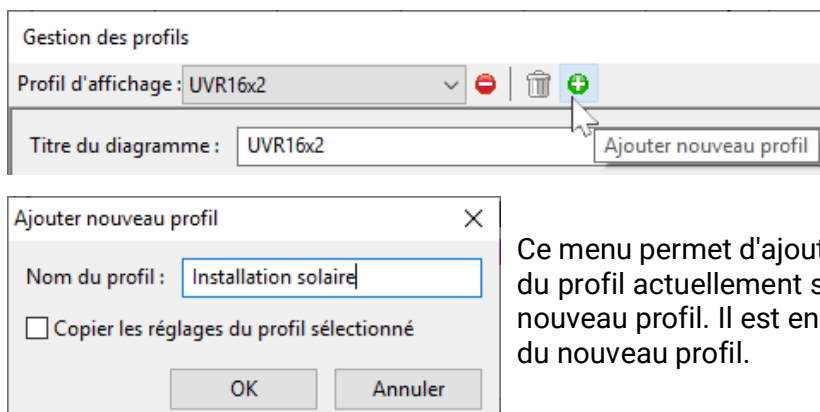 Gestion des profils
Profil d'affichage : UVR16x2
Titre du diagramme : UVR16x2
Ajouter nouveau profil
Ajouter nouveau profil
Nom du profil : Installation solaire
Copier les réglages du profil sélectionné
OK Annuler
Ce menu permet d'ajout
du profil actuellement s
nouveau profil. Il est en
du nouveau profil.